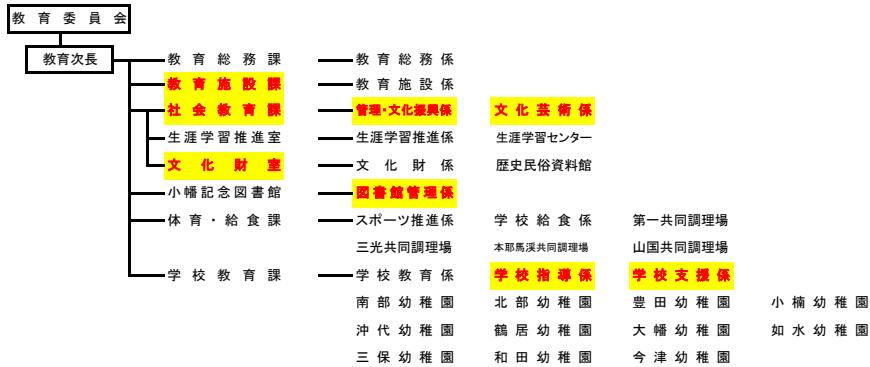 教育委員会
教育次長
教育総務課 教育総務係
教育施設課 教育施設係
社会教育課 管理・文化振興係 文化芸術係
生涯学習推進室 生涯学習推進係 生涯学習センター
文化財室 文化財係 歴史民俗資料館
小幡記念図書館 図書館管理係
体育・給食課 スポーツ推進係 学校給食係 第一共同調理場
三光共同調理場 本耶馬渓共同調理場 山国共同調理場
学校教育課 学校教育係 学校指導係 学校支援係
南部幼稚園 北部幼稚園 豊田幼稚園 小楠幼稚園
沖代幼稚園 鶴居幼稚園 大幡幼稚園 如水幼稚園
三保幼稚園 和田幼稚園 今津幼稚園